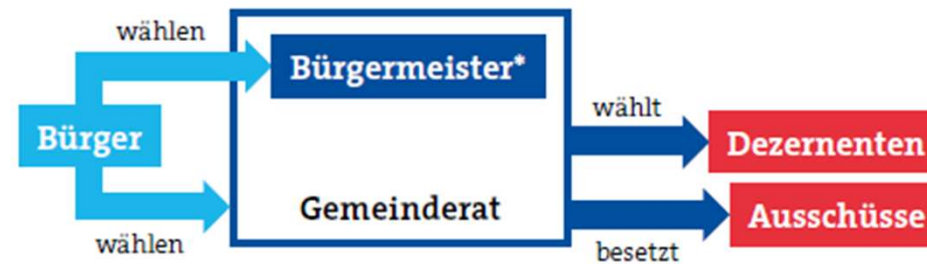 wählen
Bürgermeister*
wählt
Bürger
Dezernenten
Gemeinderat
Ausschüsse
wählen
besetzt